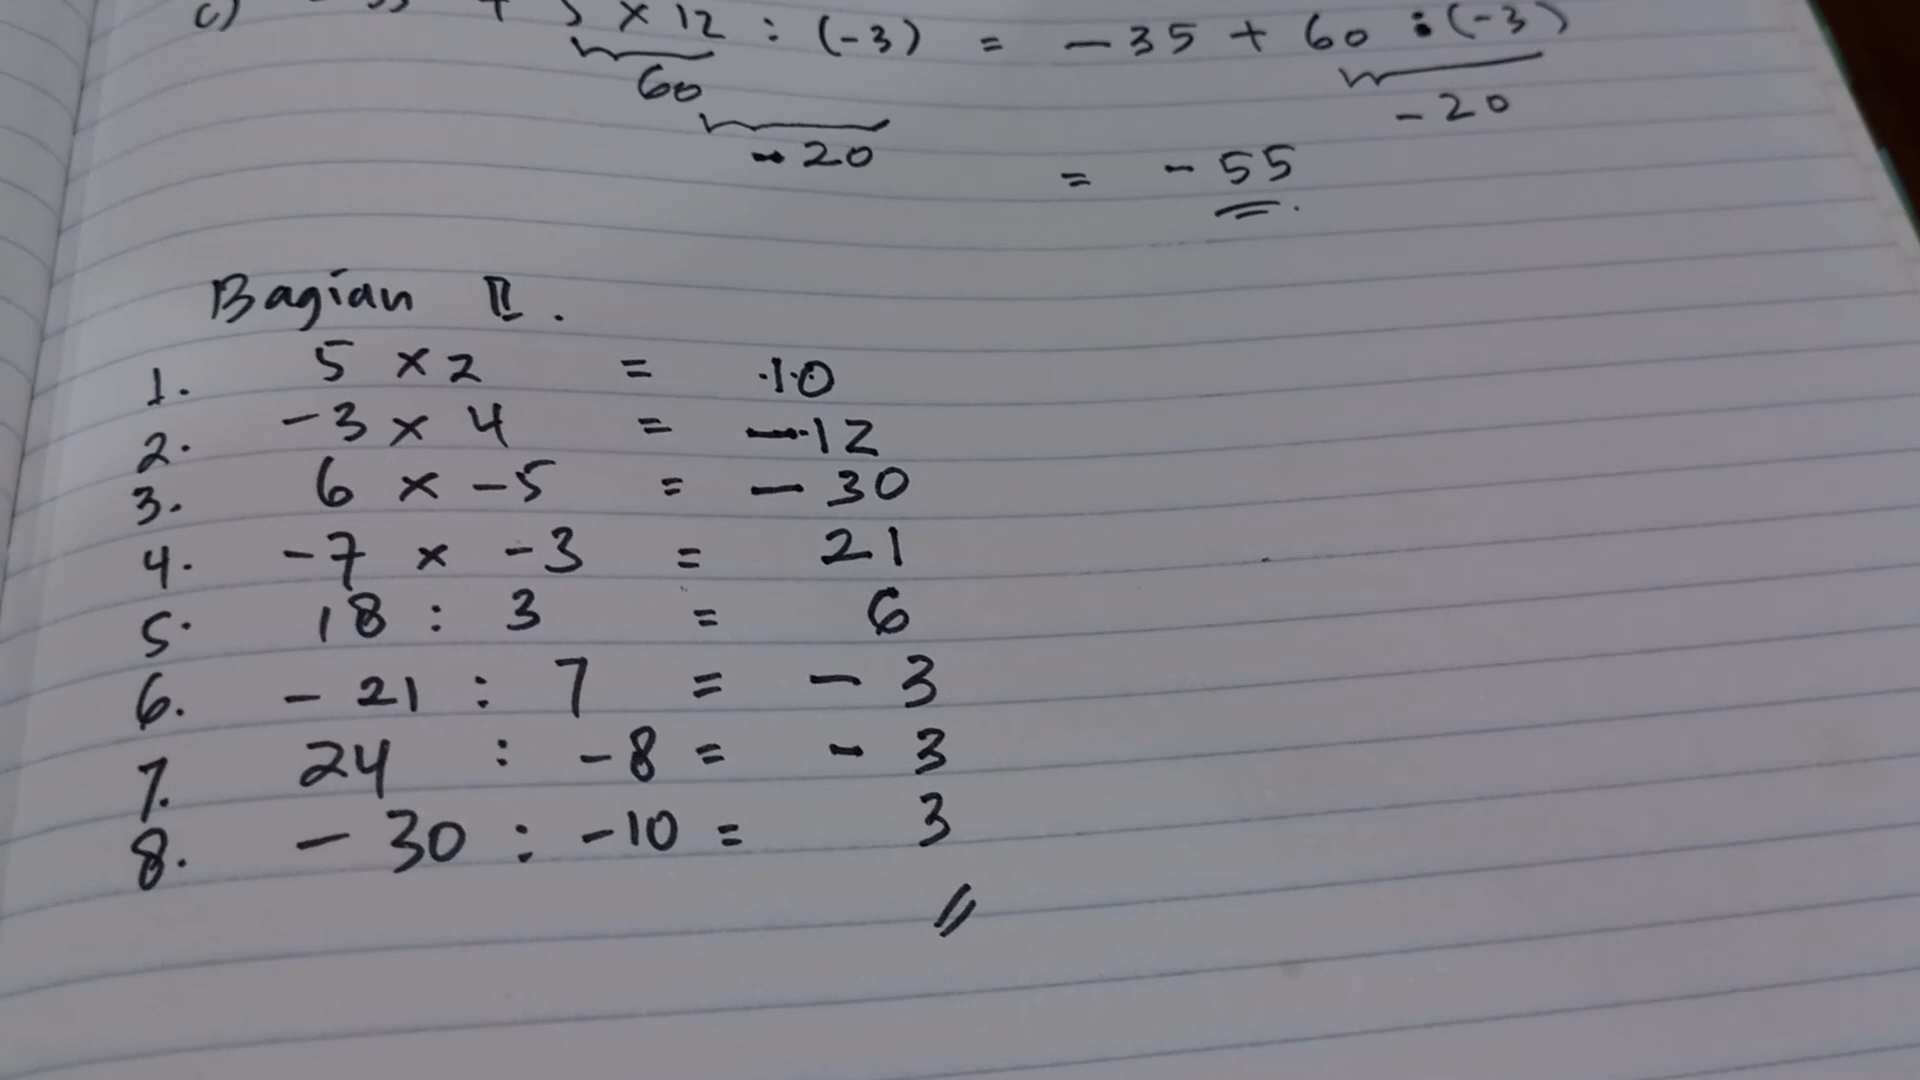 c) + 5 × 12 : (-3) = -35 + 60 : (-3)
60 -20
-20 = -55
Bagian II.
1. 5 × 2 = 10
2. -3 × 4 = -12
3. 6 × -5 = -30
4. -7 × -3 = 21
5. 18 : 3 = 6
6. -21 : 7 = -3
7. 24 : -8 = -3
8. -30 : -10 = 3